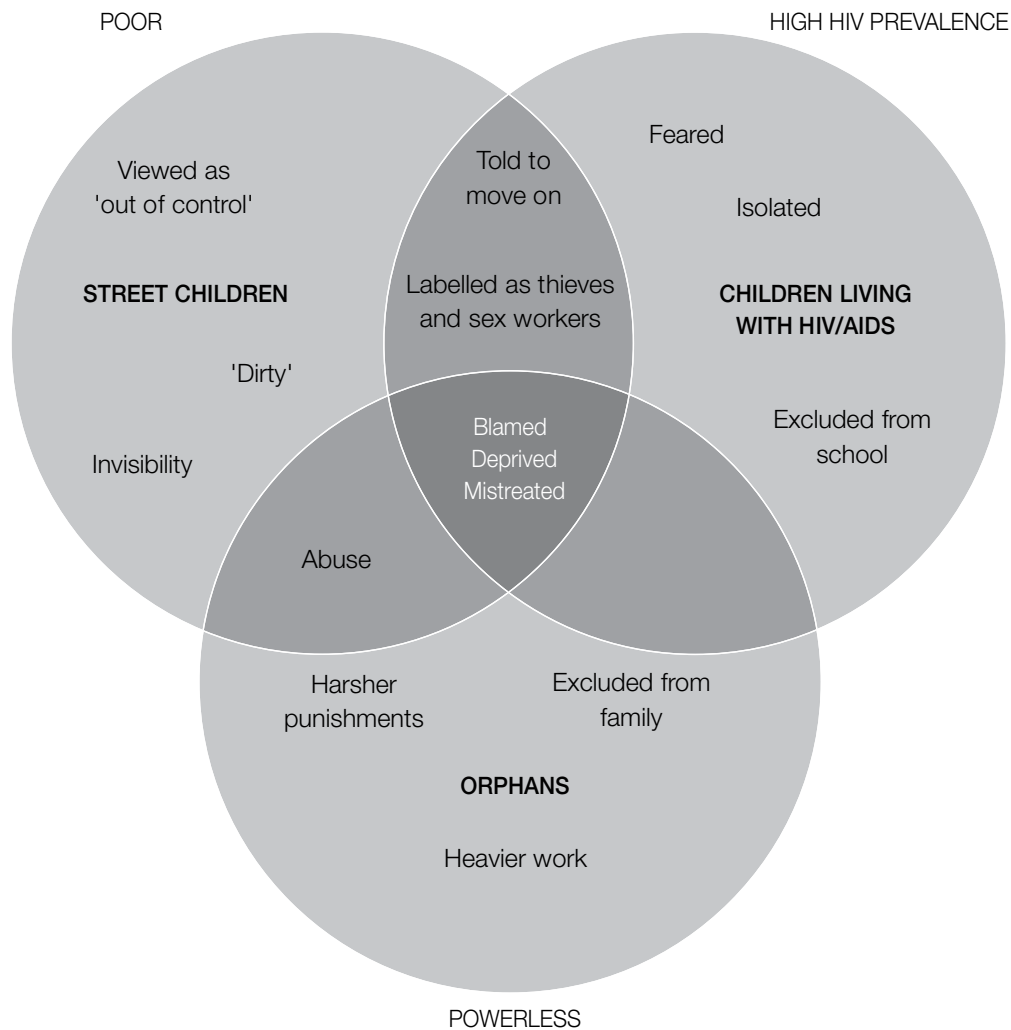 POOR
HIGH HIV PREVALENCE
Viewed as
'out of control'
STREET CHILDREN
'Dirty'
Invisibility
Told to
move on
Labelled as thieves
and sex workers
Feared
Isolated
CHILDREN LIVING
WITH HIV/AIDS
Excluded from
school
Blamed
Deprived
Mistreated
Abuse
Harsher
punishments
Excluded from
family
ORPHANS
Heavier work
POWERLESS